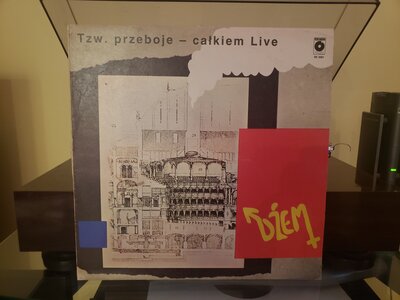 Tzw. przeboje – całkiem Live
DŻEM